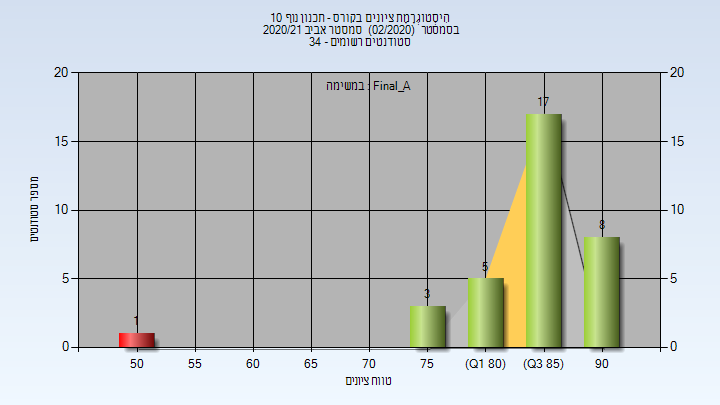 היסטוגרמת ציונים בקורס - תכנון נוף 10
בסמסטר (02/2020) סמסטר אביב 2020/21
סטודנטים רשומים - 34
במשימה : Final_A
20 20
15 15
10 10
5 5
0 0
מספר סטודנטים
1 3 5 17 8
50 55 60 65 70 75 (Q1 80) (Q3 85) 90
טווח ציונים